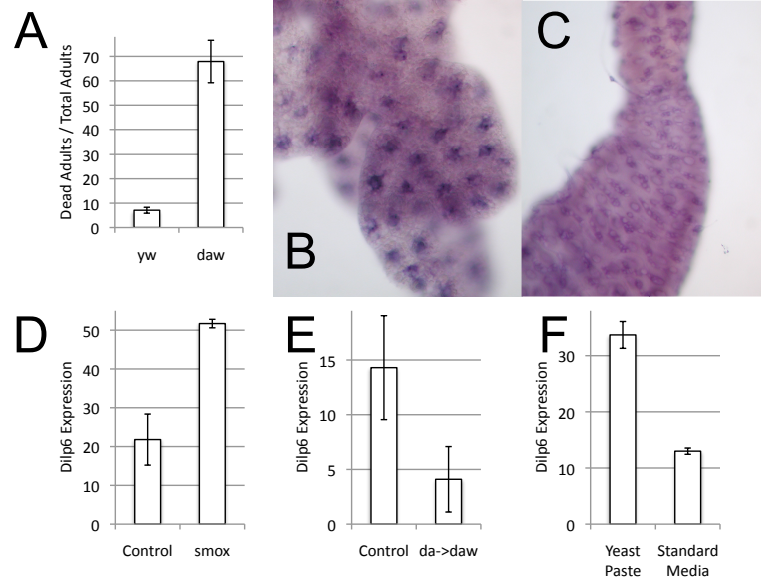 A
Dead Adults / Total Adults
70
60
50
40
30
20
10
0
yw daw
B
C
D
Dilp6 Expression
50
40
30
20
10
0
Control smox
E
Dilp6 Expression
15
10
5
0
Control da->daw
F
Dilp6 Expression
30
20
10
0
Yeast Standard
Paste Media